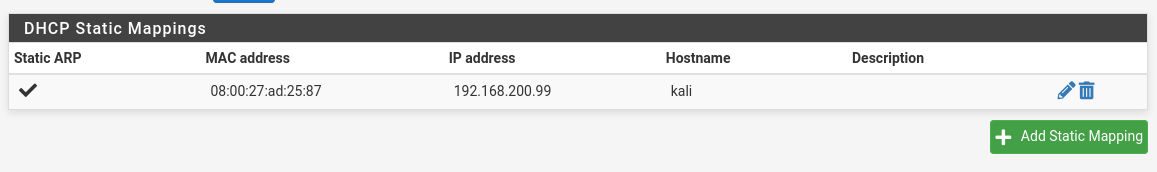 DHCP Static Mappings
Static ARP MAC address IP address Hostname Description
08:00:27:ad:25:87 192.168.200.99 kali
Add Static Mapping